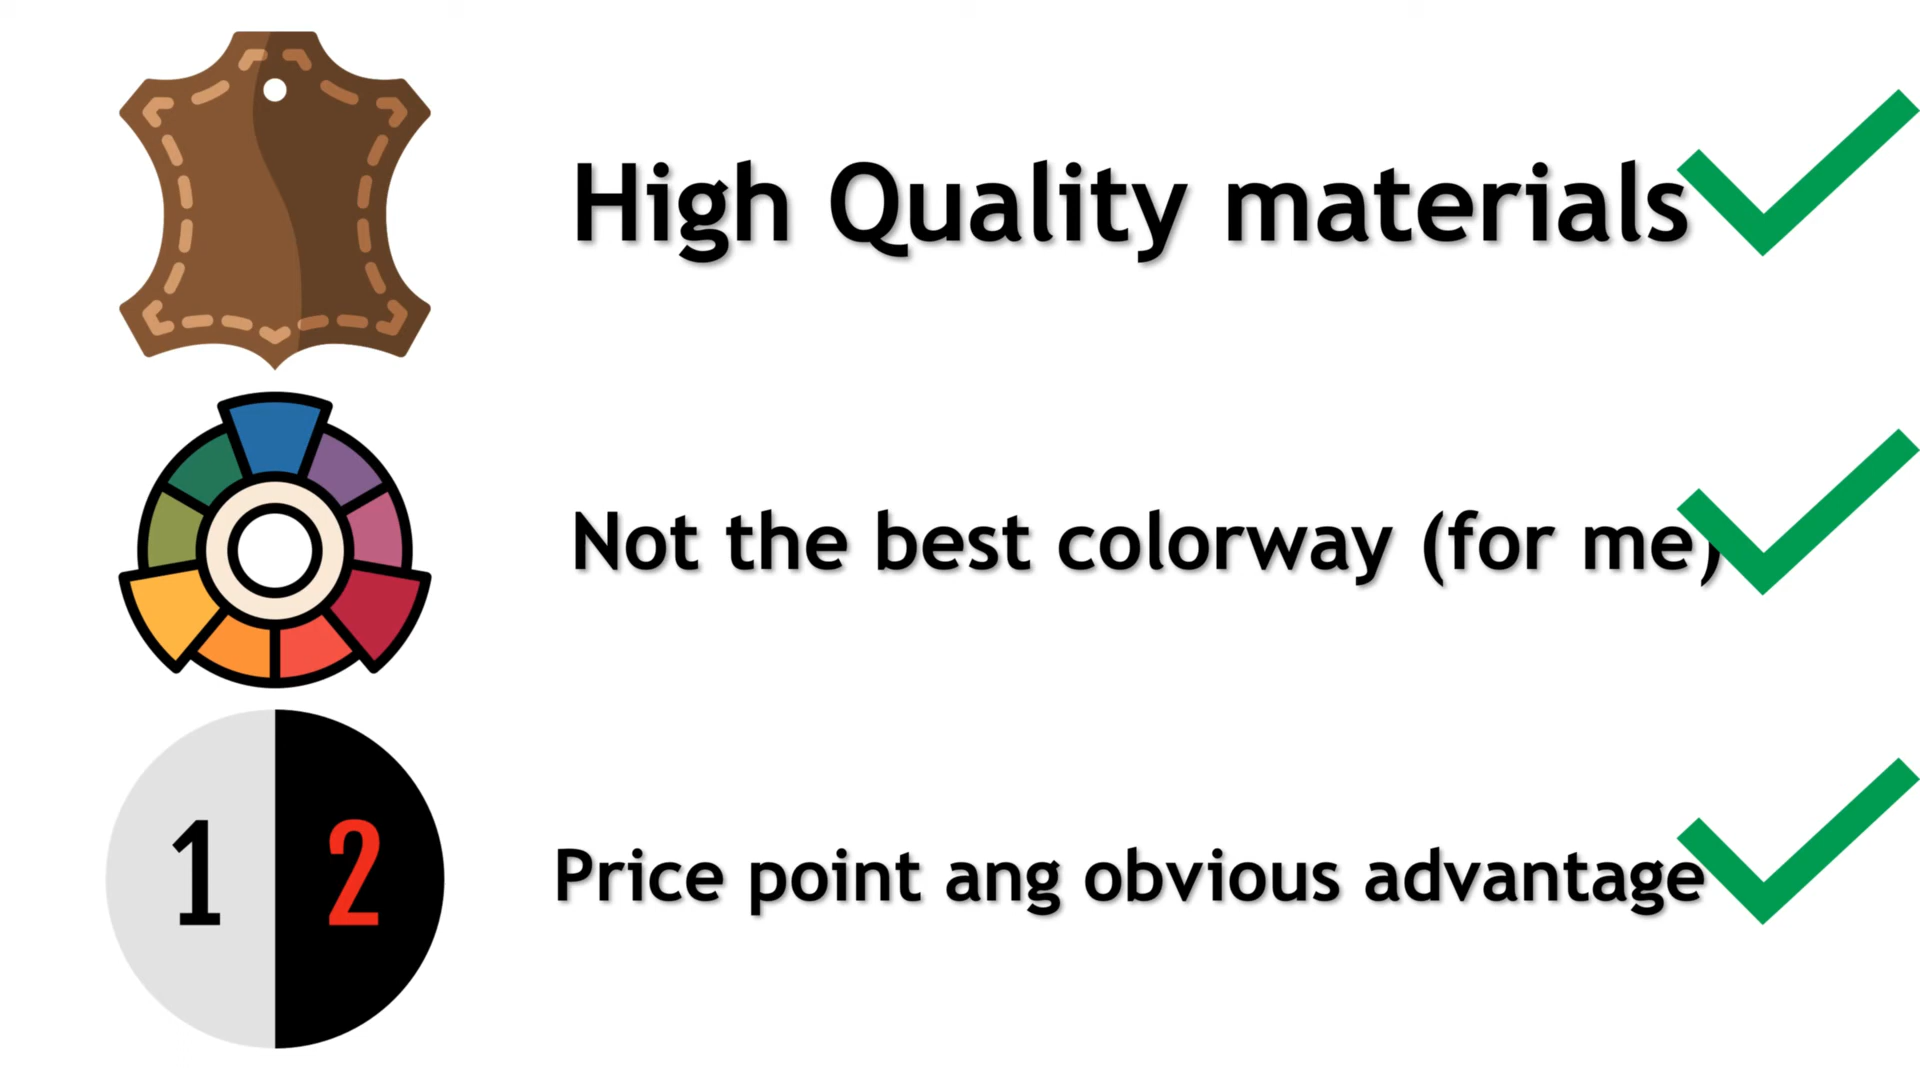 High Quality materials
Not the best colorway (for me)
1 2
Price point ang obvious advantage